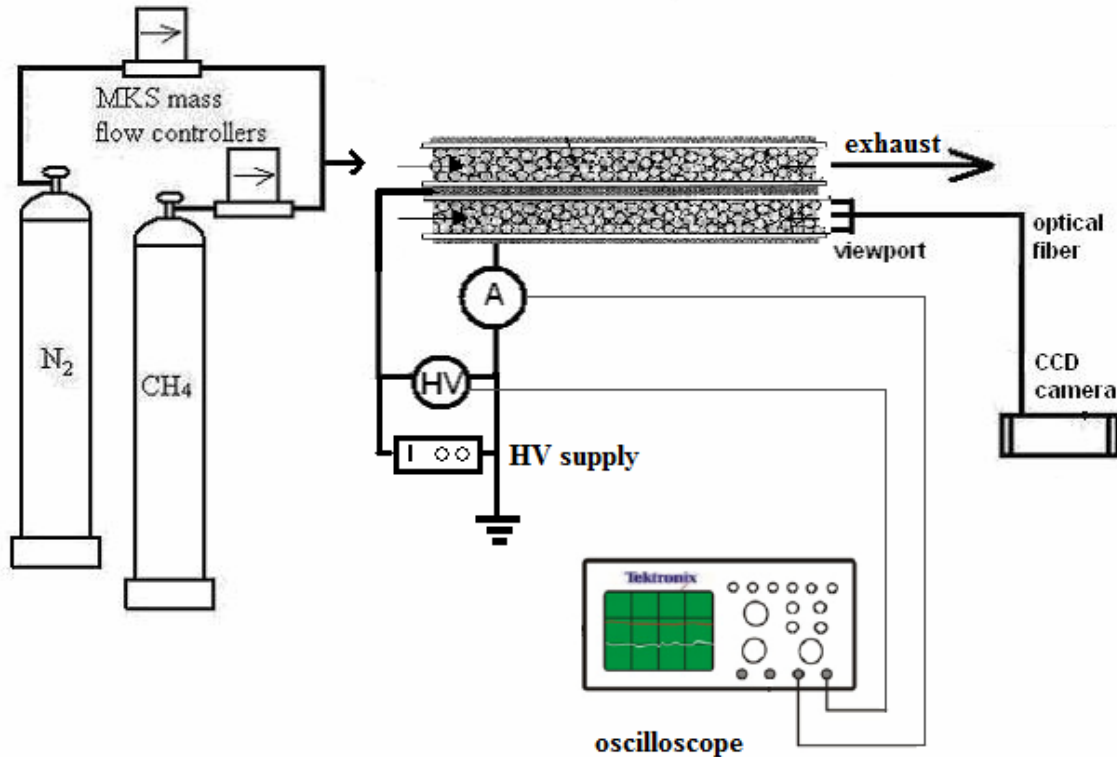 MKS mass
flow controllers
exhaust
viewport
optical
fiber
A
N₂
CH₄
HV
CCD
camera
HV supply
Tektronix
oscilloscope